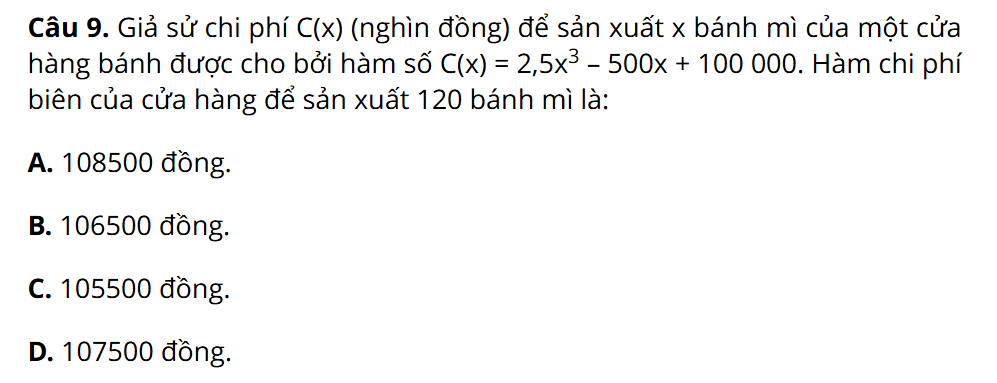 Câu 9. Giả sử chi phí C(x) (nghìn đồng) để sản xuất x bánh mì của một cửa
hàng bánh được cho bởi hàm số C(x) = 2,5x³ – 500x + 100 000. Hàm chi phí
biên của cửa hàng để sản xuất 120 bánh mì là:
A. 108500 đồng.
B. 106500 đồng.
C. 105500 đồng.
D. 107500 đồng.